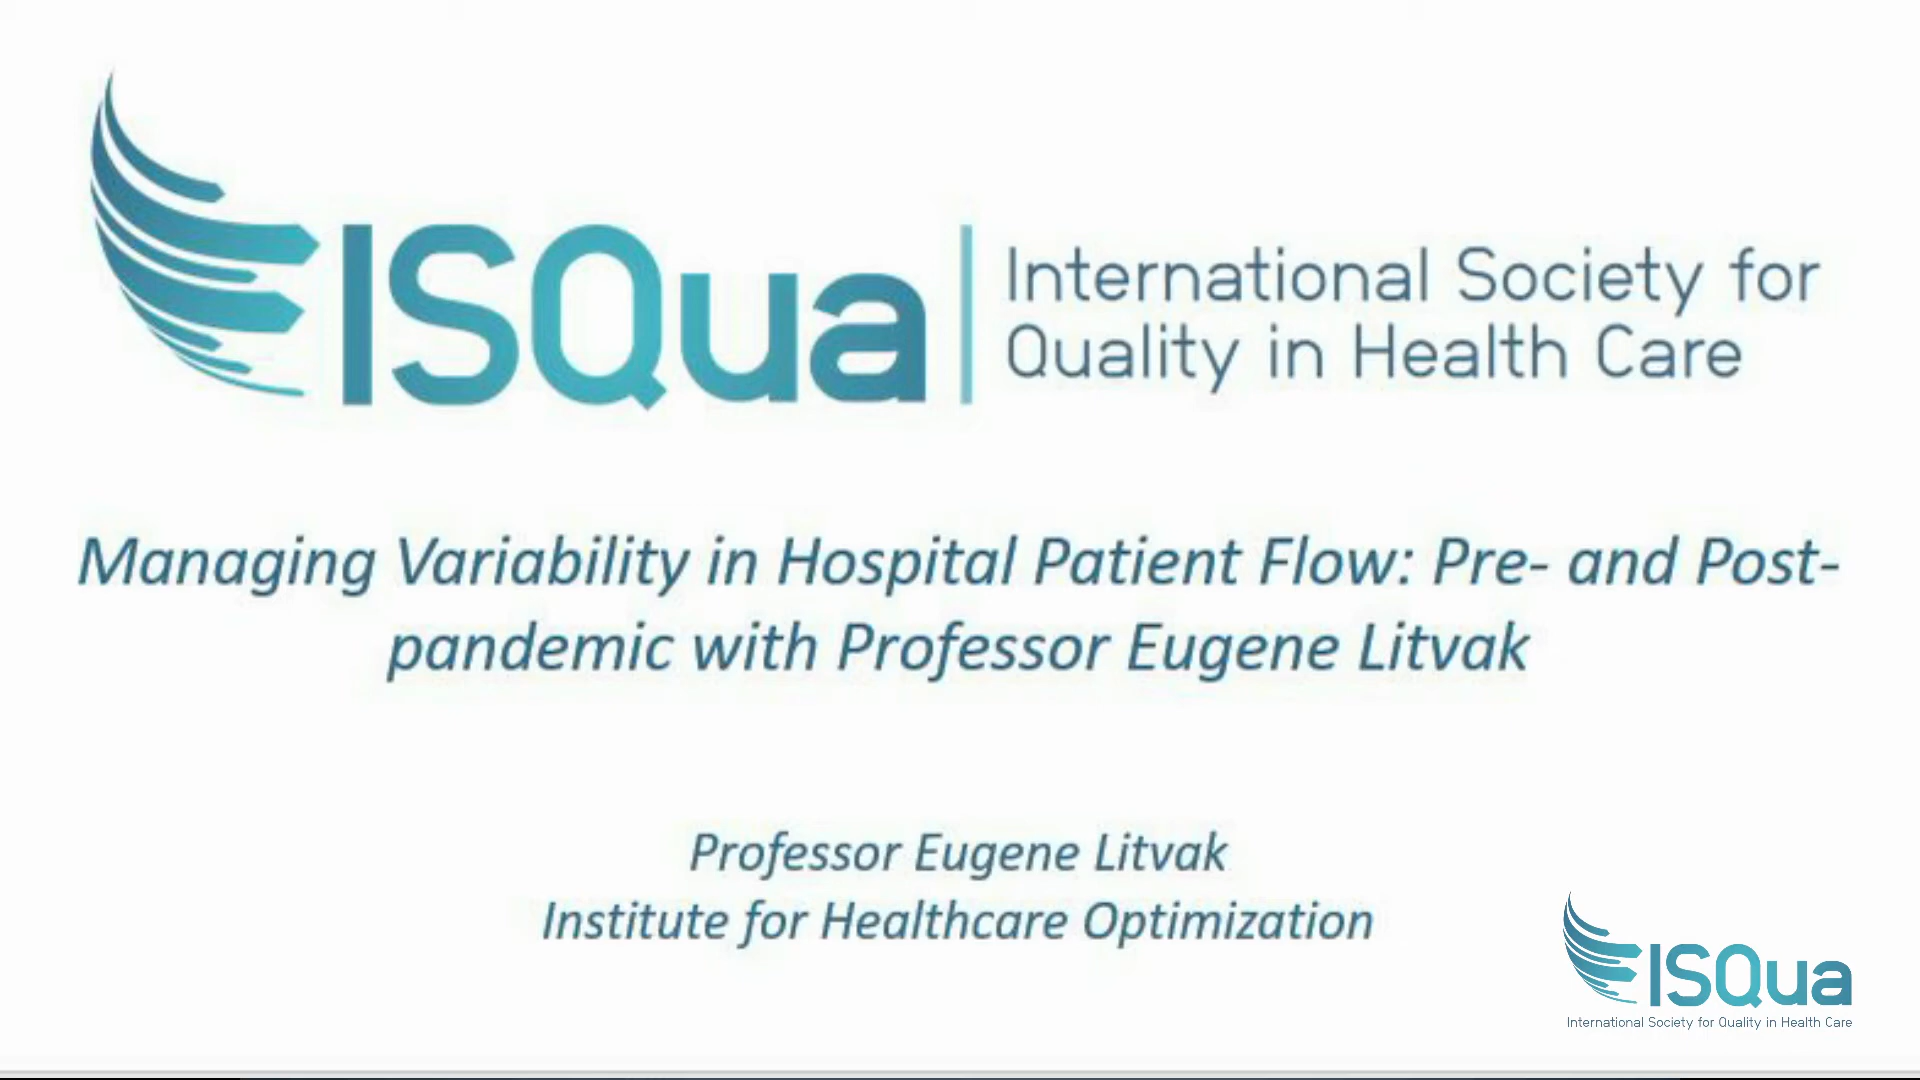 ISQua
International Society for
Quality in Health Care
Managing Variability in Hospital Patient Flow: Pre- and Post-
pandemic with Professor Eugene Litvak
Professor Eugene Litvak
Institute for Healthcare Optimization
ISQua
International Society for Quality in Health Care